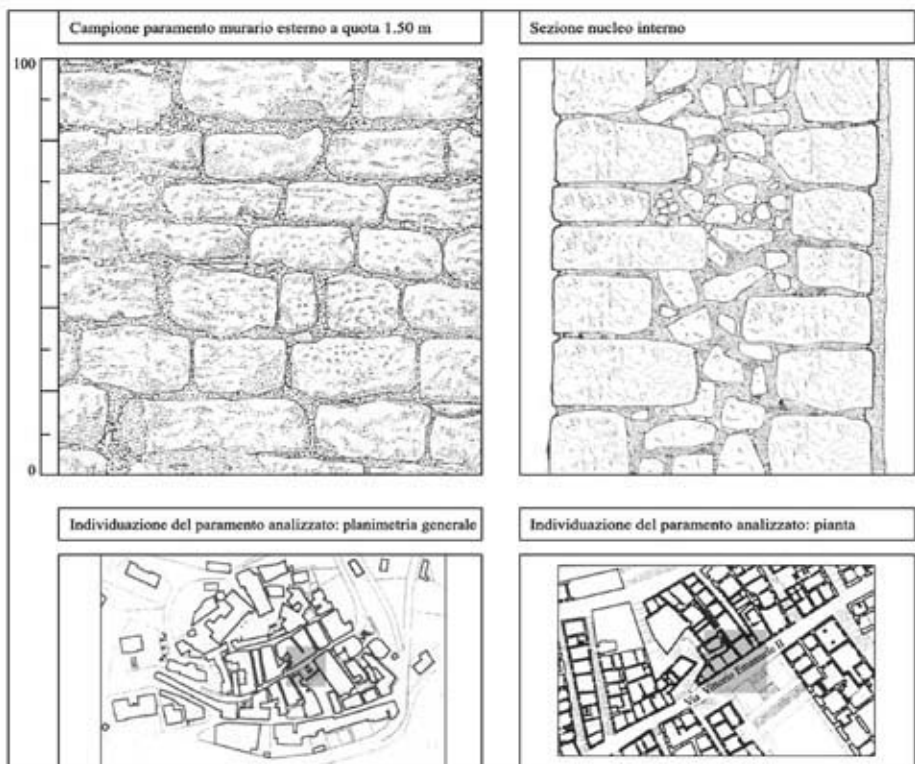 Campione paramento murario esterno a quota 1.50 m
Sezione nucleo interno
100
0
Individuazione del paramento analizzato: planimetria generale
Individuazione del paramento analizzato: pianta
Via Vittorio Emanuele II